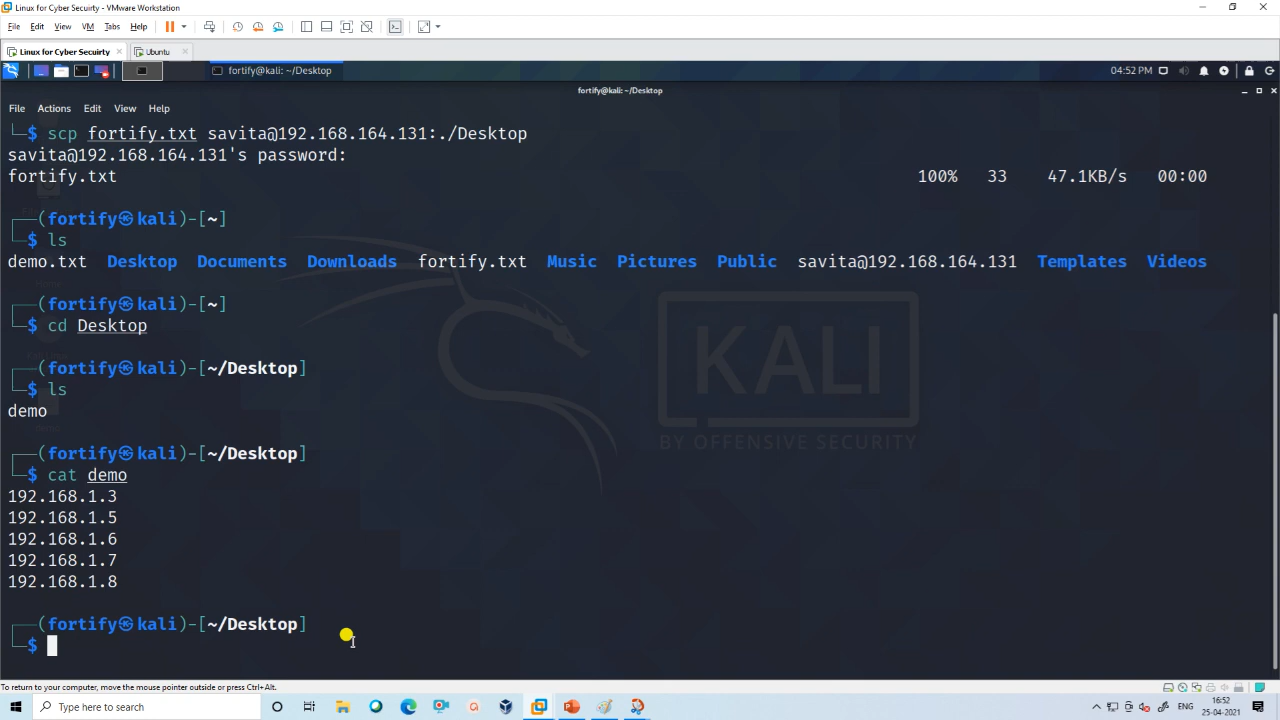 Linux for Cyber Secuirty - VMware Workstation
File Edit View VM Tabs Help
Linux for Cyber Secuirty × Ubuntu ×
fortify@kali: ~/Desktop 04:52 PM
fortify@kali: ~/Desktop
File Actions Edit View Help
└─$ scp fortify.txt savita@192.168.164.131:./Desktop
savita@192.168.164.131's password:
fortify.txt 100% 33 47.1KB/s 00:00
┌──(fortify㉿kali)-[~]
└─$ ls
demo.txt Desktop Documents Downloads fortify.txt Music Pictures Public savita@192.168.164.131 Templates Videos
┌──(fortify㉿kali)-[~]
└─$ cd Desktop
┌──(fortify㉿kali)-[~/Desktop]
└─$ ls
demo
┌──(fortify㉿kali)-[~/Desktop]
└─$ cat demo
192.168.1.3
192.168.1.5
192.168.1.6
192.168.1.7
192.168.1.8
┌──(fortify㉿kali)-[~/Desktop]
└─$
KALI
BY OFFENSIVE SECURITY
To return to your computer, move the mouse pointer outside or press Ctrl+Alt.
Type here to search
ENG
16:52
25-04-2021